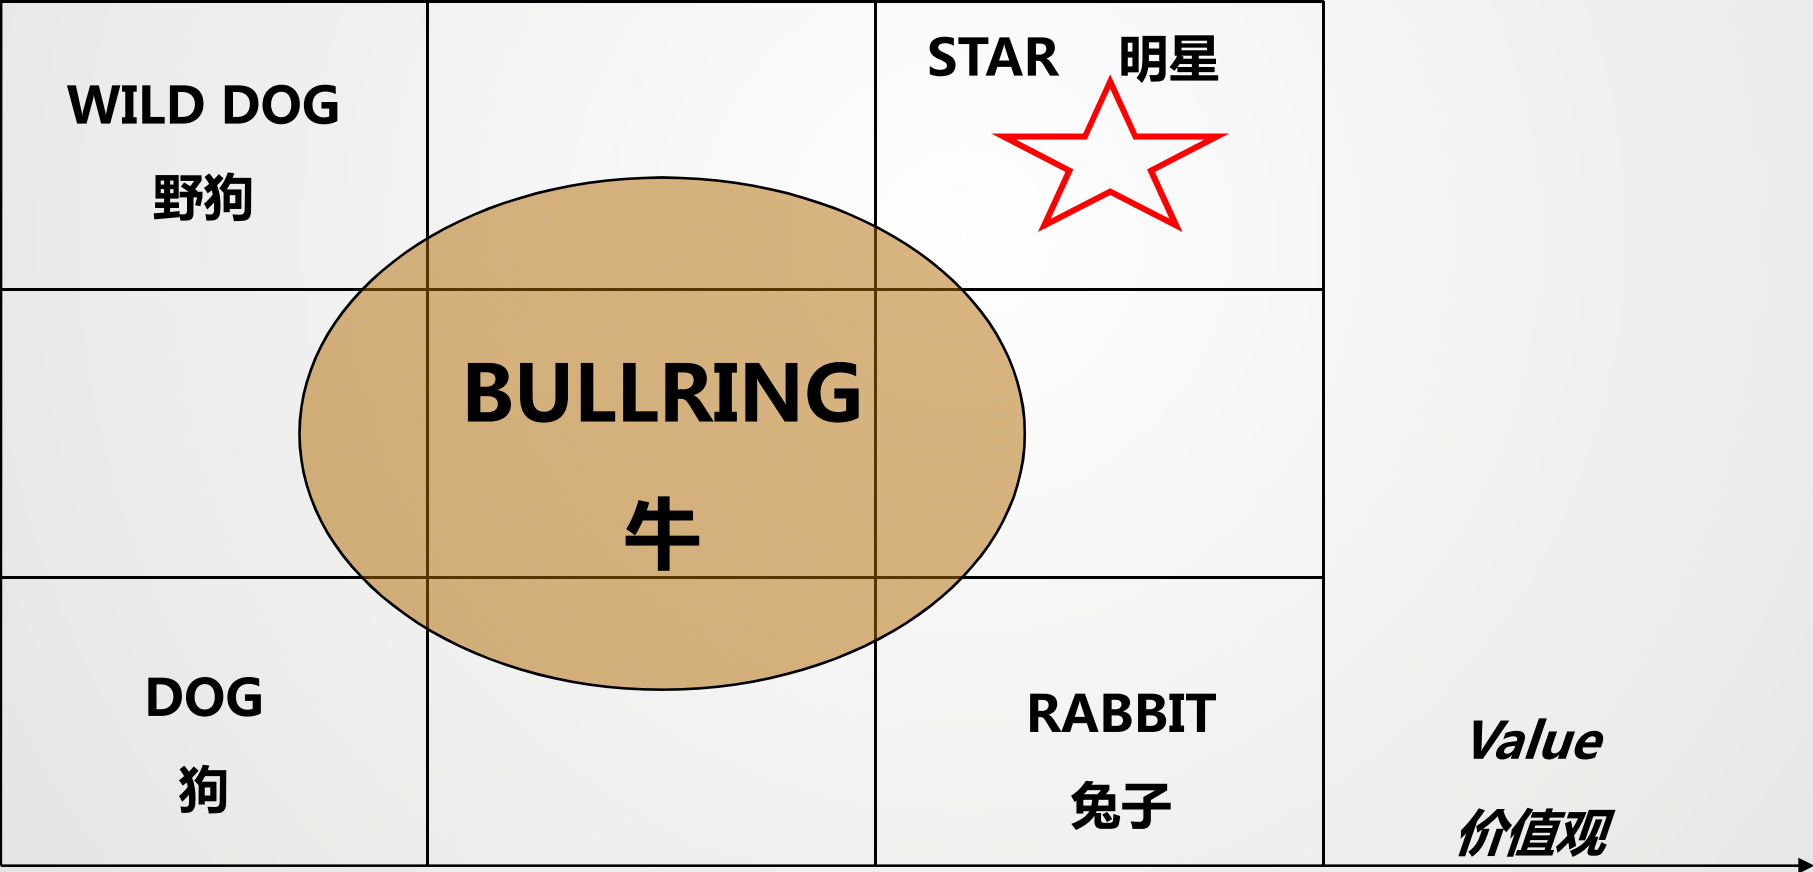 STAR 明星
WILD DOG
野狗
BULLRING
牛
DOG
狗
RABBIT
兔子
Value
价值观